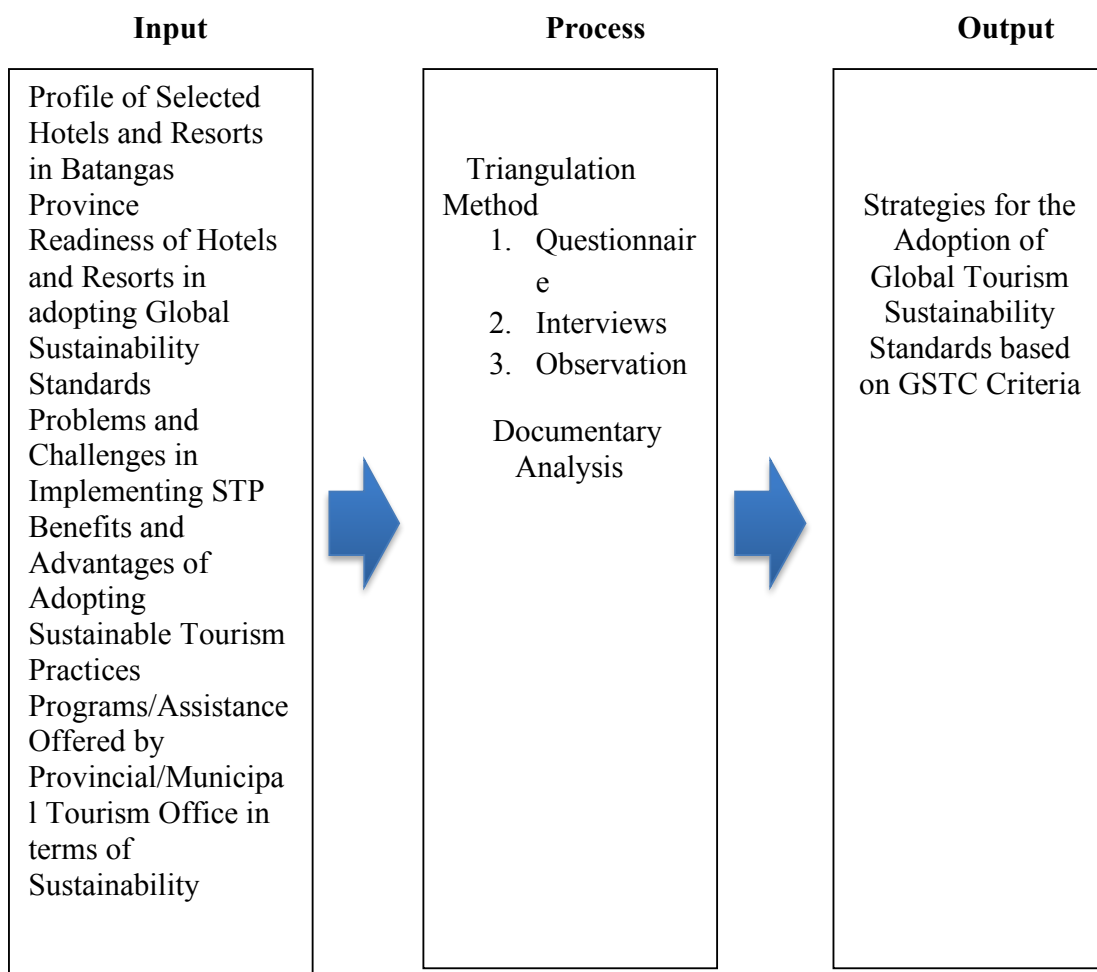 Input
Process
Output
Profile of Selected
Hotels and Resorts
in Batangas
Province
Readiness of Hotels
and Resorts in
adopting Global
Sustainability
Standards
Problems and
Challenges in
Implementing STP
Benefits and
Advantages of
Adopting
Sustainable Tourism
Practices
Programs/Assistance
Offered by
Provincial/Municipa
l Tourism Office in
terms of
Sustainability
Triangulation
Method
1. Questionnair
e
2. Interviews
3. Observation
Documentary
Analysis
Strategies for the
Adoption of
Global Tourism
Sustainability
Standards based
on GSTC Criteria